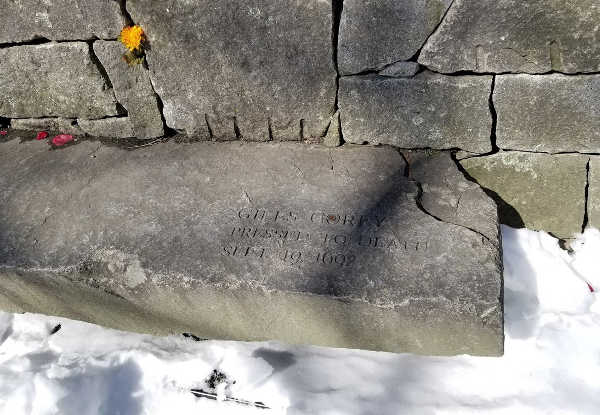 GILES COREY
PRESSED TO DEATH
SEPT. 19, 1692